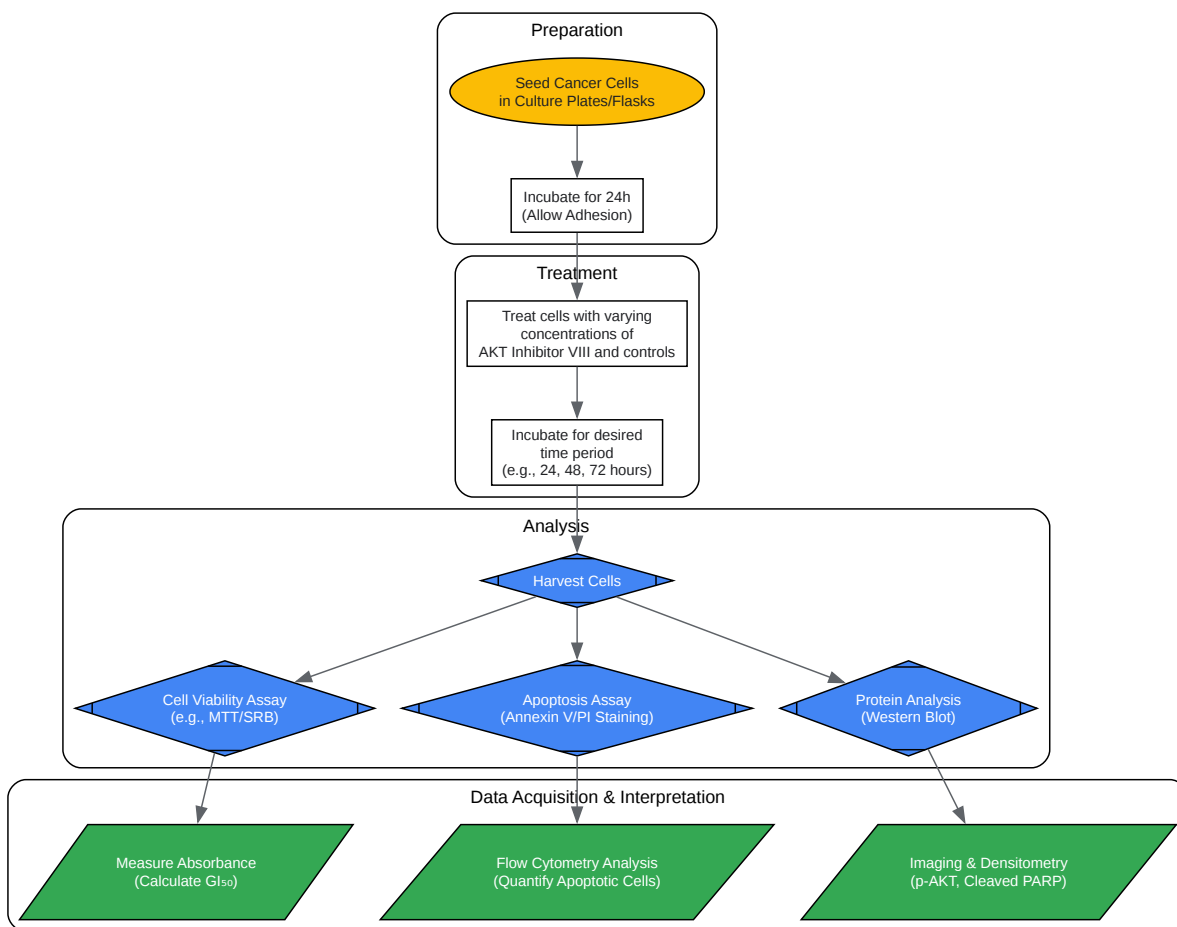 Preparation
Seed Cancer Cells
in Culture Plates/Flasks
Incubate for 24h
(Allow Adhesion)
Treatment
Treat cells with varying
concentrations of
AKT Inhibitor VIII and controls
Incubate for desired
time period
(e.g., 24, 48, 72 hours)
Analysis
Harvest Cells
Cell Viability Assay
(e.g., MTT/SRB)
Apoptosis Assay
(Annexin V/PI Staining)
Protein Analysis
(Western Blot)
Data Acquisition & Interpretation
Measure Absorbance
(Calculate GI₅₀)
Flow Cytometry Analysis
(Quantify Apoptotic Cells)
Imaging & Densitometry
(p-AKT, Cleaved PARP)